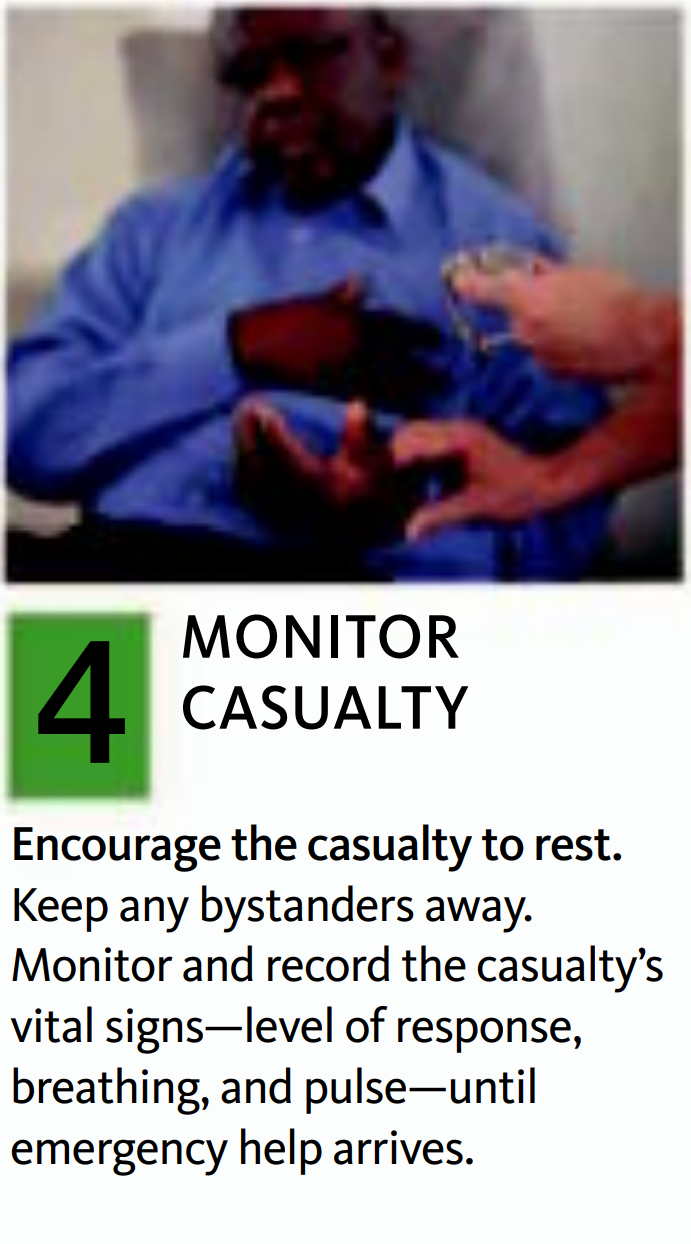 4
MONITOR
CASUALTY
Encourage the casualty to rest.
Keep any bystanders away.
Monitor and record the casualty’s
vital signs—level of response,
breathing, and pulse—until
emergency help arrives.